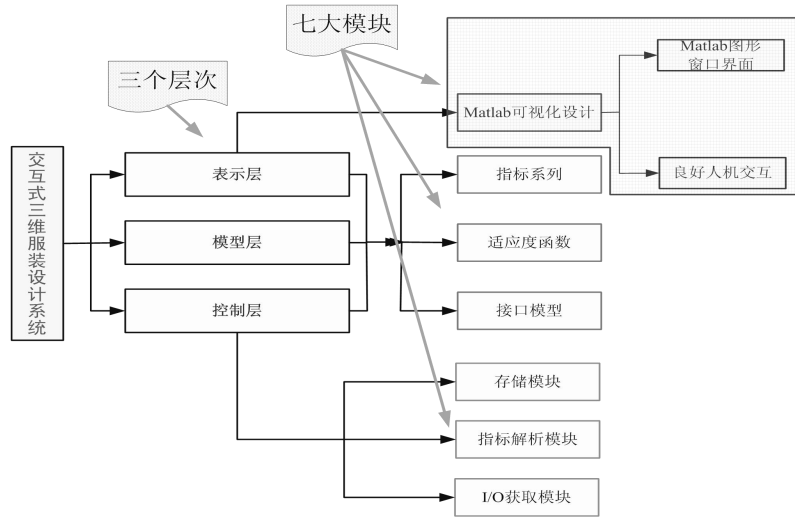 七大模块
三个层次
Matlab图形
窗口界面
Matlab可视化设计
良好人机交互
交互式三维服装设计系统
表示层
模型层
控制层
指标系列
适应度函数
接口模型
存储模块
指标解析模块
I/O获取模块